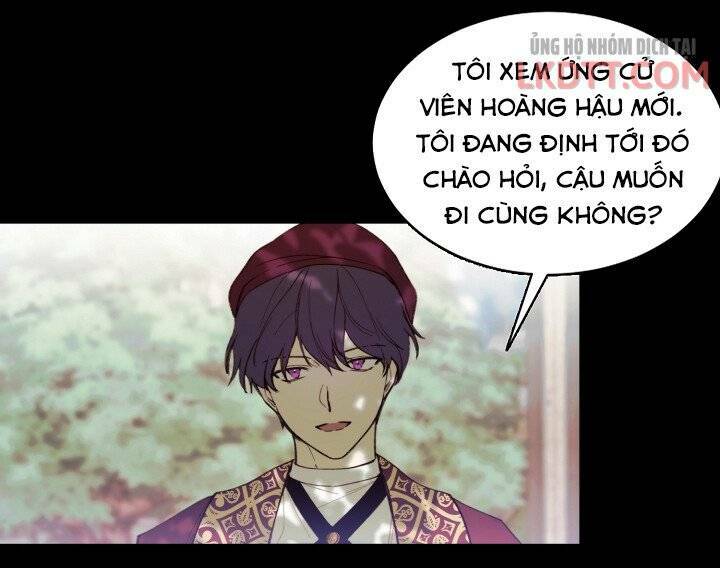 ỦNG HỘ NHÓM DỊCH TẠI
LKDTT.COM
TÔI XEM ỨNG CỬ
VIÊN HOÀNG HẬU MỚI.
TÔI ĐANG ĐỊNH TỚI ĐÓ
CHÀO HỎI, CẬU MUỐN
ĐI CÙNG KHÔNG?